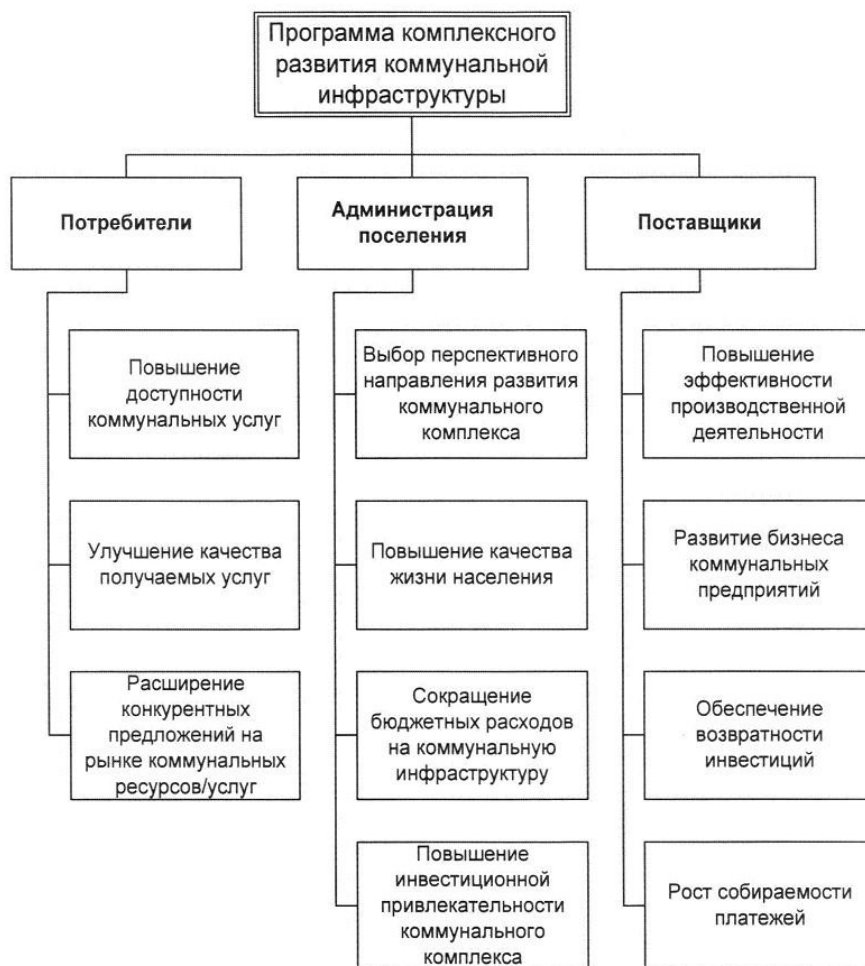 Программа комплексного
развития коммунальной
инфраструктуры
Потребители
Администрация
поселения
Поставщики
Повышение
доступности
коммунальных услуг
Улучшение качества
получаемых услуг
Расширение
конкурентных
предложений на
рынке коммунальных
ресурсов/услуг
Выбор перспективного
направления развития
коммунального
комплекса
Повышение качества
жизни населения
Сокращение
бюджетных расходов
на коммунальную
инфраструктуру
Повышение
инвестиционной
привлекательности
коммунального
комплекса
Повышение
эффективности
производственной
деятельности
Развитие бизнеса
коммунальных
предприятий
Обеспечение
возвратности
инвестиций
Рост собираемости
платежей